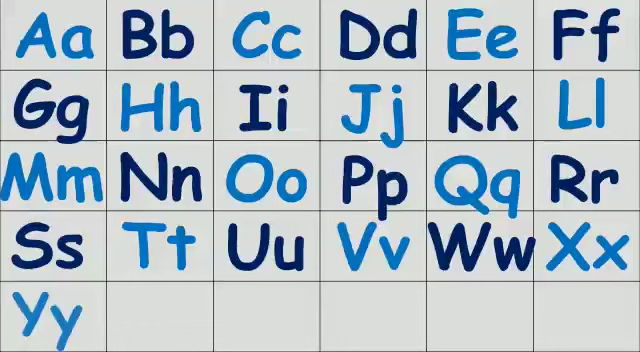 Aa Bb Cc Dd Ee Ff
Gg Hh Ii Jj Kk Ll
Mm Nn Oo Pp Qq Rr
Ss Tt Uu Vv Ww Xx
Yy